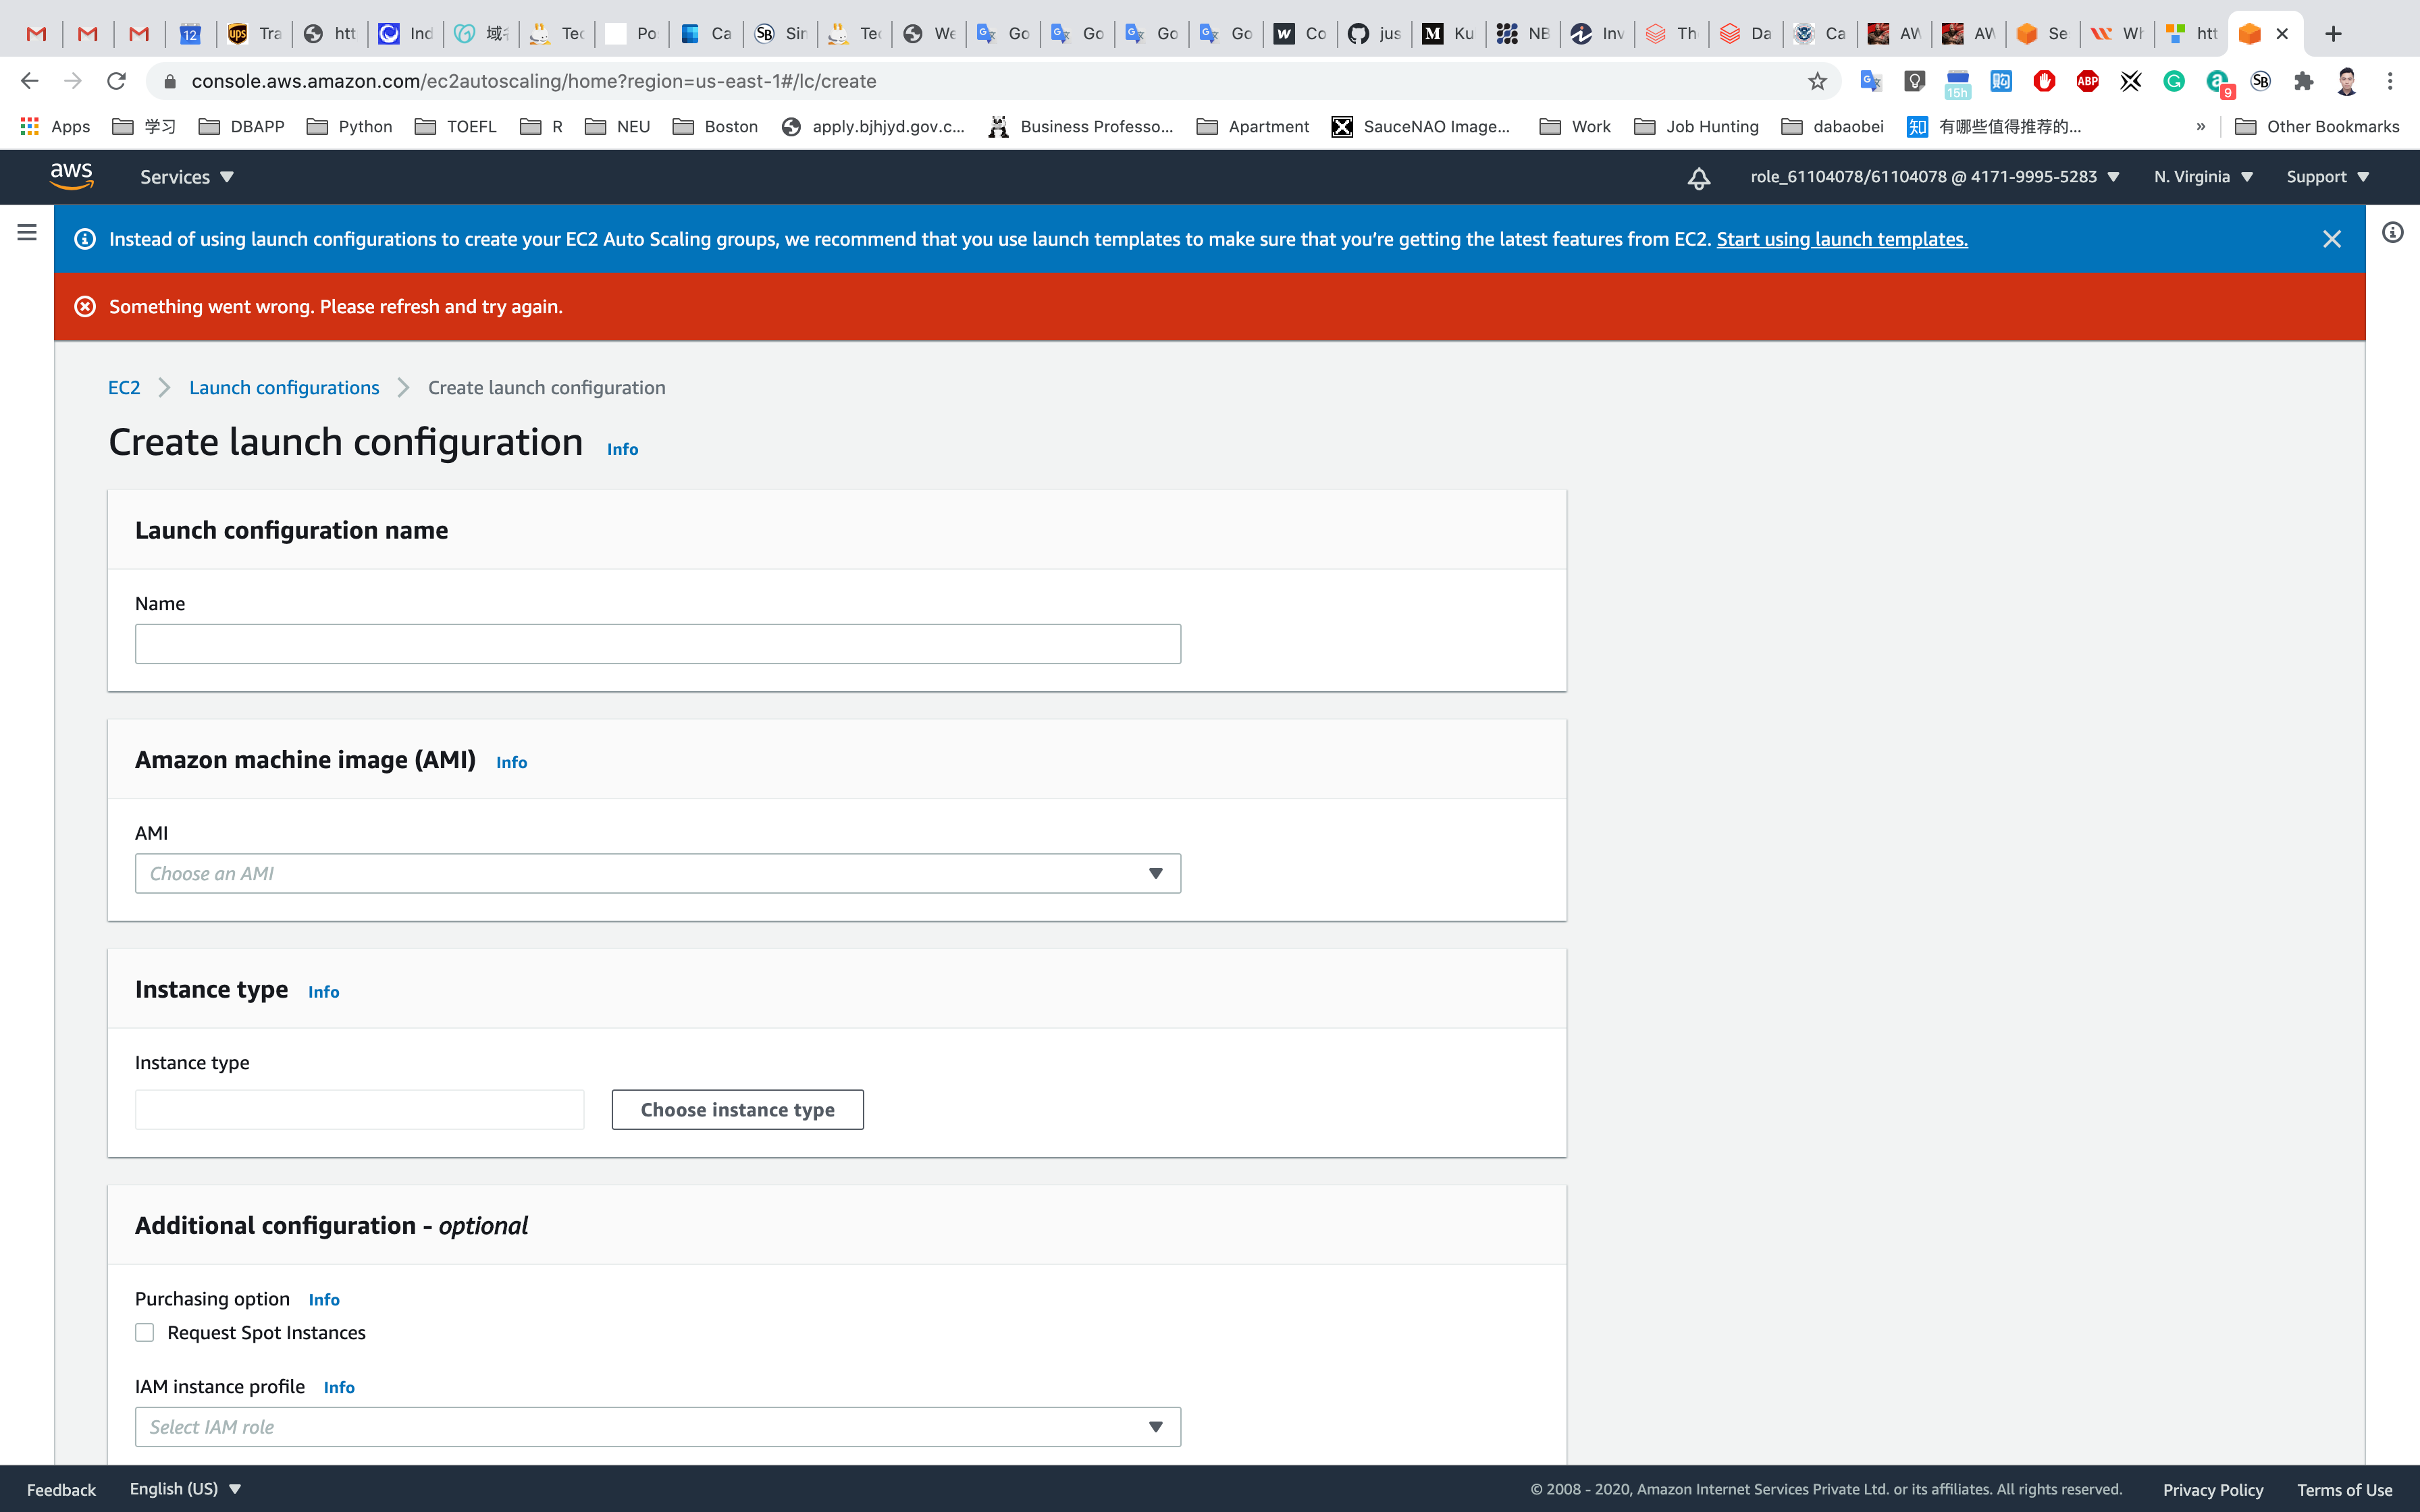 12 Tra htt Ind Tec Po Ca Sin Tec We Go Go Go Go Co jus Ku NB Inv Th Da Ca AW AW Se Wh htt
console.aws.amazon.com/ec2autoscaling/home?region=us-east-1#/lc/create
15h ABP 9
Apps 学习 DBAPP Python TOEFL R NEU Boston apply.bjhjyd.gov.c... Business Professo... Apartment SauceNAO Image... Work Job Hunting dabaobei 知 有哪些值得推荐的... » Other Bookmarks
aws Services role_61104078/61104078 @ 4171-9995-5283 N. Virginia Support
Instead of using launch configurations to create your EC2 Auto Scaling groups, we recommend that you use launch templates to make sure that you're getting the latest features from EC2. Start using launch templates.
Something went wrong. Please refresh and try again.
EC2 Launch configurations Create launch configuration
Create launch configuration Info
Launch configuration name
Name
Amazon machine image (AMI) Info
AMI
Choose an AMI
Instance type Info
Instance type
Choose instance type
Additional configuration - optional
Purchasing option Info
Request Spot Instances
IAM instance profile Info
Select IAM role
Feedback English (US) © 2008 - 2020, Amazon Internet Services Private Ltd. or its affiliates. All rights reserved. Privacy Policy Terms of Use